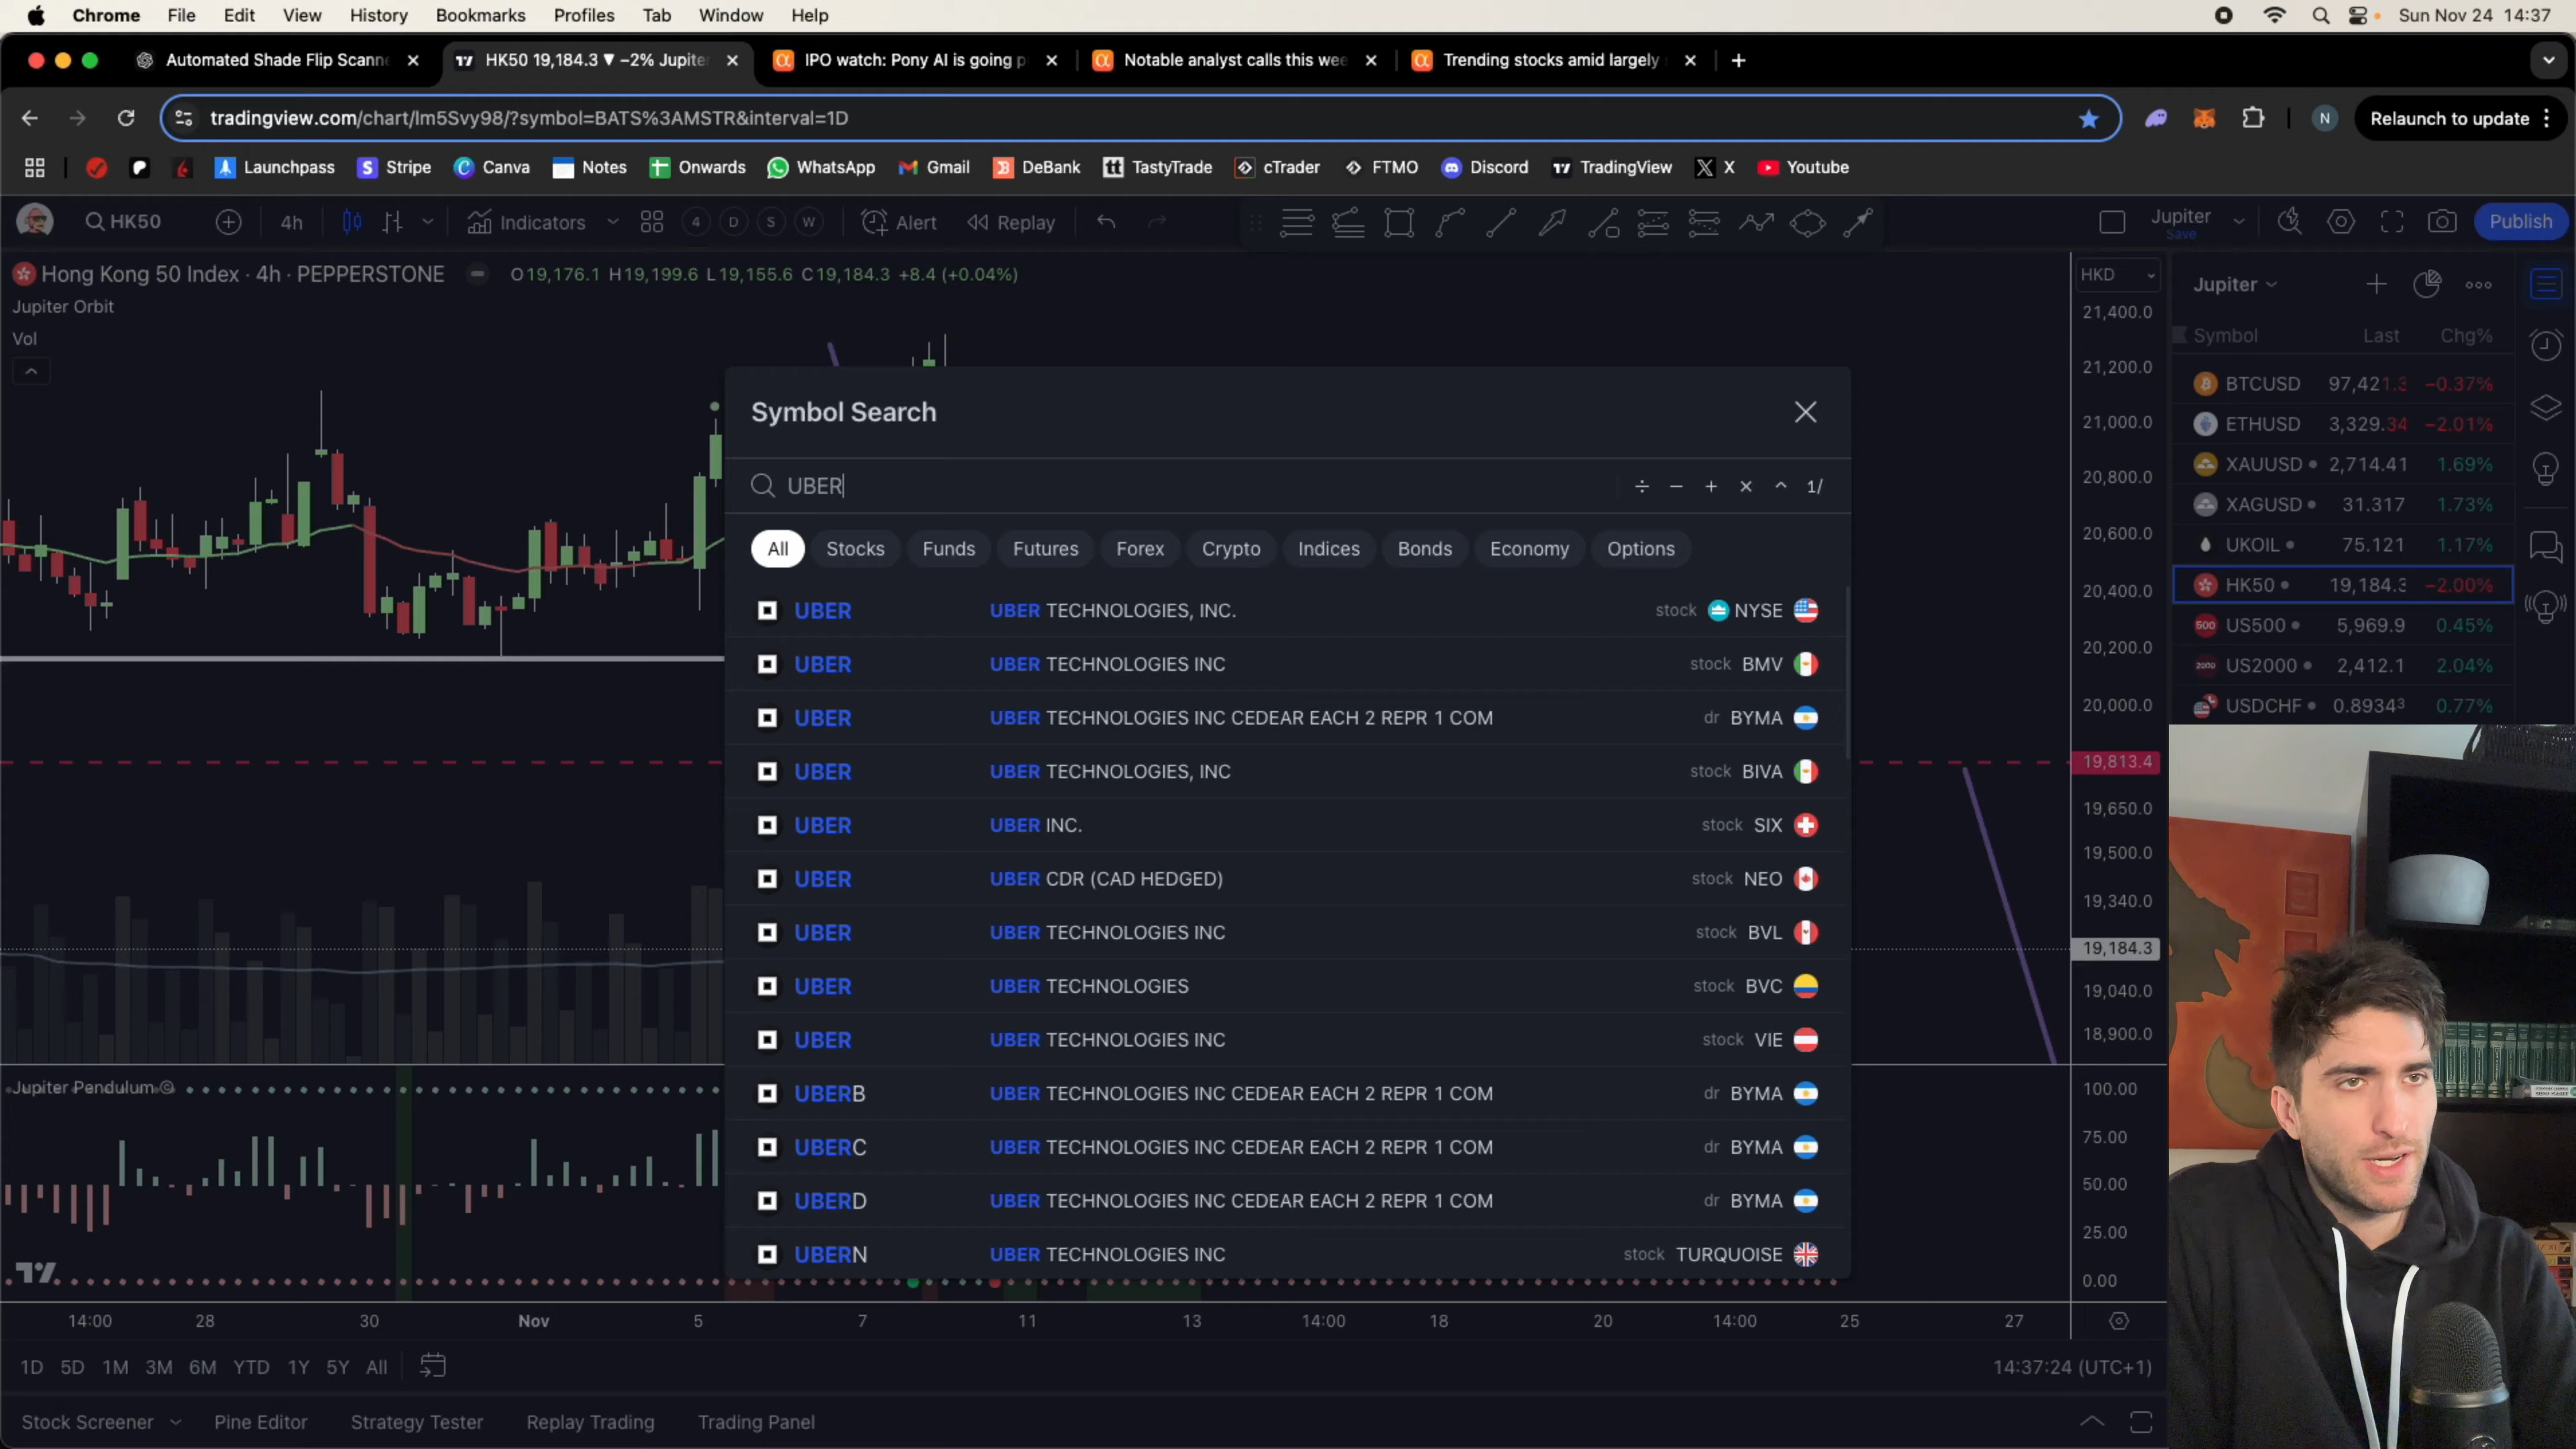 Chrome File Edit View History Bookmarks Profiles Tab Window Help Sun Nov 24 14:37
Automated Shade Flip Scann HK50 19,184.3 ▼ −2% Jupiter IPO watch: Pony AI is going p Notable analyst calls this wee Trending stocks amid largely
tradingview.com/chart/lm5Svy98/?symbol=BATS%3AMSTR&interval=1D N Relaunch to update
Launchpass Stripe Canva Notes Onwards WhatsApp Gmail DeBank TastyTrade cTrader FTMO Discord TradingView X Youtube
HK50 4h Indicators 4 D S W Alert Replay Jupiter Publish
Save
Hong Kong 50 Index · 4h · PEPPERSTONE O19,176.1 H19,199.6 L19,155.6 C19,184.3 +8.4 (+0.04%) HKD
Jupiter Orbit
Vol
21,400.0
21,200.0
21,000.0
20,800.0
20,600.0
20,400.0
20,200.0
20,000.0
19,813.4
19,650.0
19,500.0
19,340.0
19,184.3
19,040.0
18,900.0
Jupiter
Symbol Last Chg%
BTCUSD 97,421.3 −0.37%
ETHUSD 3,329.34 −2.01%
XAUUSD 2,714.41 1.69%
XAGUSD 31.317 1.73%
UKOIL 75.121 1.17%
HK50 19,184.3 −2.00%
US500 5,969.9 0.45%
US2000 2,412.1 2.04%
USDCHF 0.8934³ 0.77%
Symbol Search
UBER ÷ − + × ^ 1/
All Stocks Funds Futures Forex Crypto Indices Bonds Economy Options
UBER UBER TECHNOLOGIES, INC. stock NYSE
UBER UBER TECHNOLOGIES INC stock BMV
UBER UBER TECHNOLOGIES INC CEDEAR EACH 2 REPR 1 COM dr BYMA
UBER UBER TECHNOLOGIES, INC stock BIVA
UBER UBER INC. stock SIX
UBER UBER CDR (CAD HEDGED) stock NEO
UBER UBER TECHNOLOGIES INC stock BVL
UBER UBER TECHNOLOGIES stock BVC
UBER UBER TECHNOLOGIES INC stock VIE
UBERB UBER TECHNOLOGIES INC CEDEAR EACH 2 REPR 1 COM dr BYMA
UBERC UBER TECHNOLOGIES INC CEDEAR EACH 2 REPR 1 COM dr BYMA
UBERD UBER TECHNOLOGIES INC CEDEAR EACH 2 REPR 1 COM dr BYMA
UBERN UBER TECHNOLOGIES INC stock TURQUOISE
Jupiter Pendulum©
100.00
75.00
50.00
25.00
0.00
14:00 28 30 Nov 5 7 11 13 14:00 18 20 14:00 25 27
1D 5D 1M 3M 6M YTD 1Y 5Y All 14:37:24 (UTC+1)
Stock Screener Pine Editor Strategy Tester Replay Trading Trading Panel